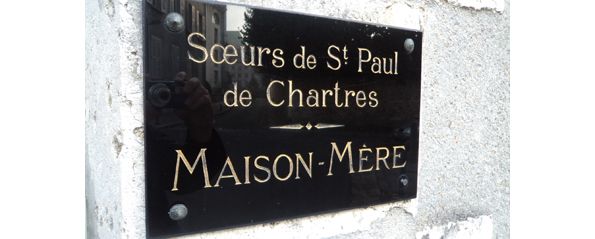 Sœurs de St Paul
de Chartres
Maison-Mère